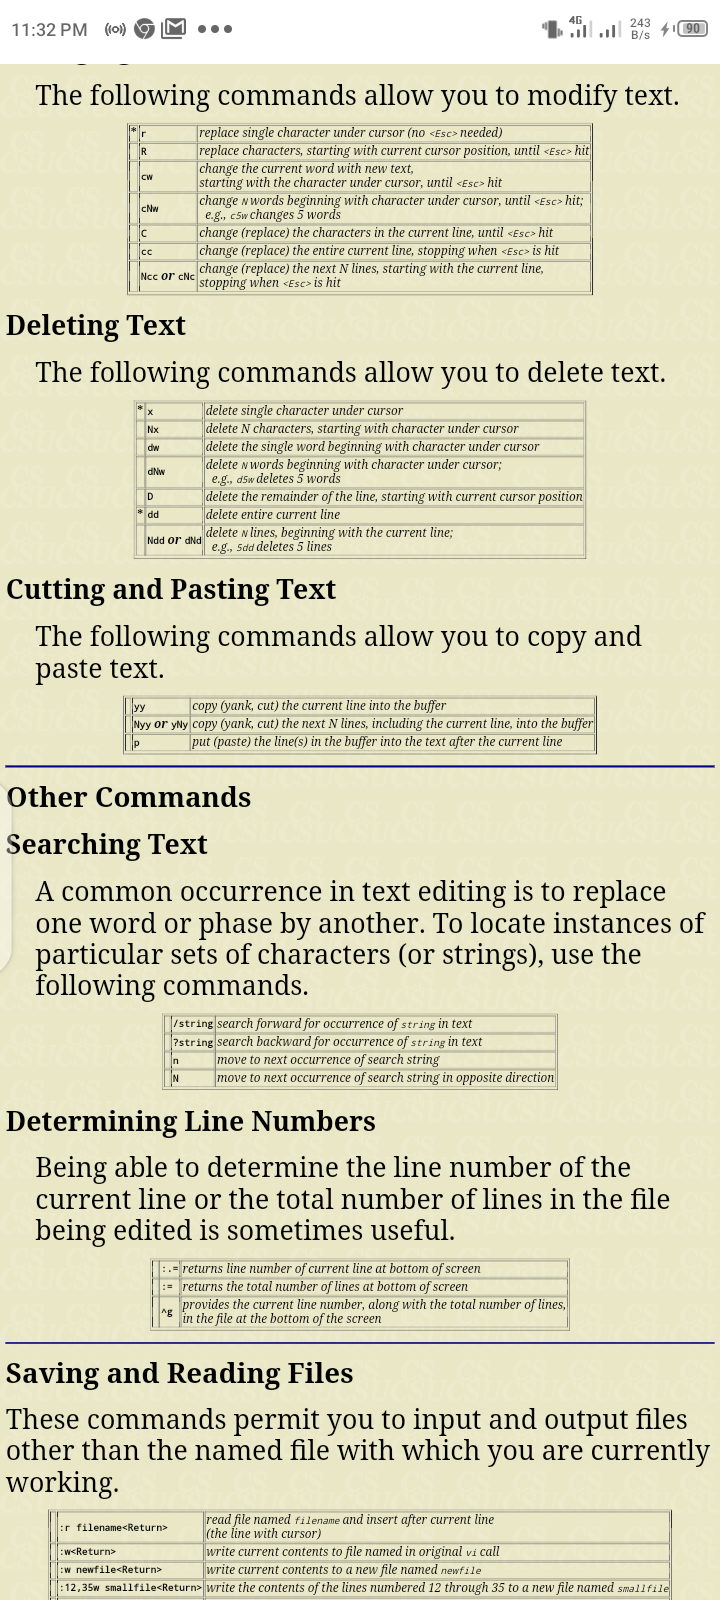 11:32 PM
4G
243
B/s
90
The following commands allow you to modify text.
* r replace single character under cursor (no <Esc> needed)
R replace characters, starting with current cursor position, until <Esc> hit
cw change the current word with new text,
starting with the character under cursor, until <Esc> hit
cNw change N words beginning with character under cursor, until <Esc> hit;
e.g., c5w changes 5 words
C change (replace) the characters in the current line, until <Esc> hit
cc change (replace) the entire current line, stopping when <Esc> is hit
Ncc or cNc change (replace) the next N lines, starting with the current line,
stopping when <Esc> is hit
Deleting Text
The following commands allow you to delete text.
* x delete single character under cursor
Nx delete N characters, starting with character under cursor
dw delete the single word beginning with character under cursor
dNw delete N words beginning with character under cursor;
e.g., d5w deletes 5 words
D delete the remainder of the line, starting with current cursor position
* dd delete entire current line
Ndd or dNd delete N lines, beginning with the current line;
e.g., 5dd deletes 5 lines
Cutting and Pasting Text
The following commands allow you to copy and
paste text.
yy copy (yank, cut) the current line into the buffer
Nyy or yNy copy (yank, cut) the next N lines, including the current line, into the buffer
p put (paste) the line(s) in the buffer into the text after the current line
Other Commands
Searching Text
A common occurrence in text editing is to replace
one word or phase by another. To locate instances of
particular sets of characters (or strings), use the
following commands.
/string search forward for occurrence of string in text
?string search backward for occurrence of string in text
n move to next occurrence of search string
N move to next occurrence of search string in opposite direction
Determining Line Numbers
Being able to determine the line number of the
current line or the total number of lines in the file
being edited is sometimes useful.
:.= returns line number of current line at bottom of screen
:= returns the total number of lines at bottom of screen
^g provides the current line number, along with the total number of lines,
in the file at the bottom of the screen
Saving and Reading Files
These commands permit you to input and output files
other than the named file with which you are currently
working.
:r filename<Return> read file named filename and insert after current line
(the line with cursor)
:w<Return> write current contents to file named in original vi call
:w newfile<Return> write current contents to a new file named newfile
:12,35w smallfile<Return> write the contents of the lines numbered 12 through 35 to a new file named smallfile